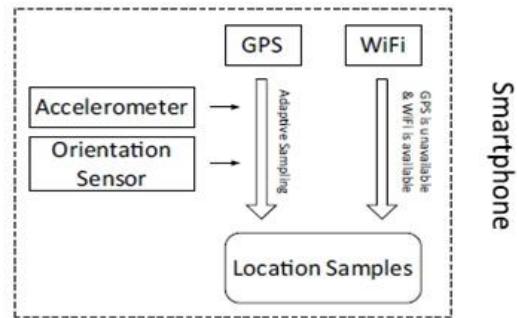 GPS
WiFi
Accelerometer
Orientation
Sensor
Adaptive Sampling
GPS is unavailable
& WiFi is available
Location Samples
Smartphone